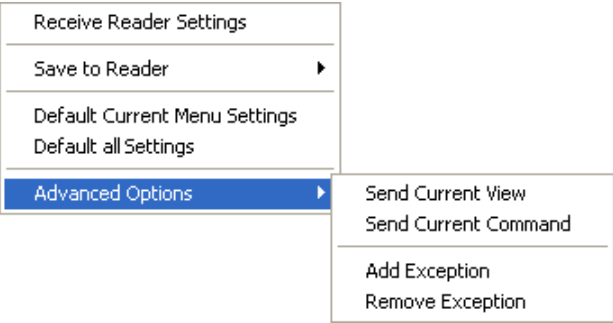 Receive Reader Settings
Save to Reader
Default Current Menu Settings
Default all Settings
Advanced Options
Send Current View
Send Current Command
Add Exception
Remove Exception